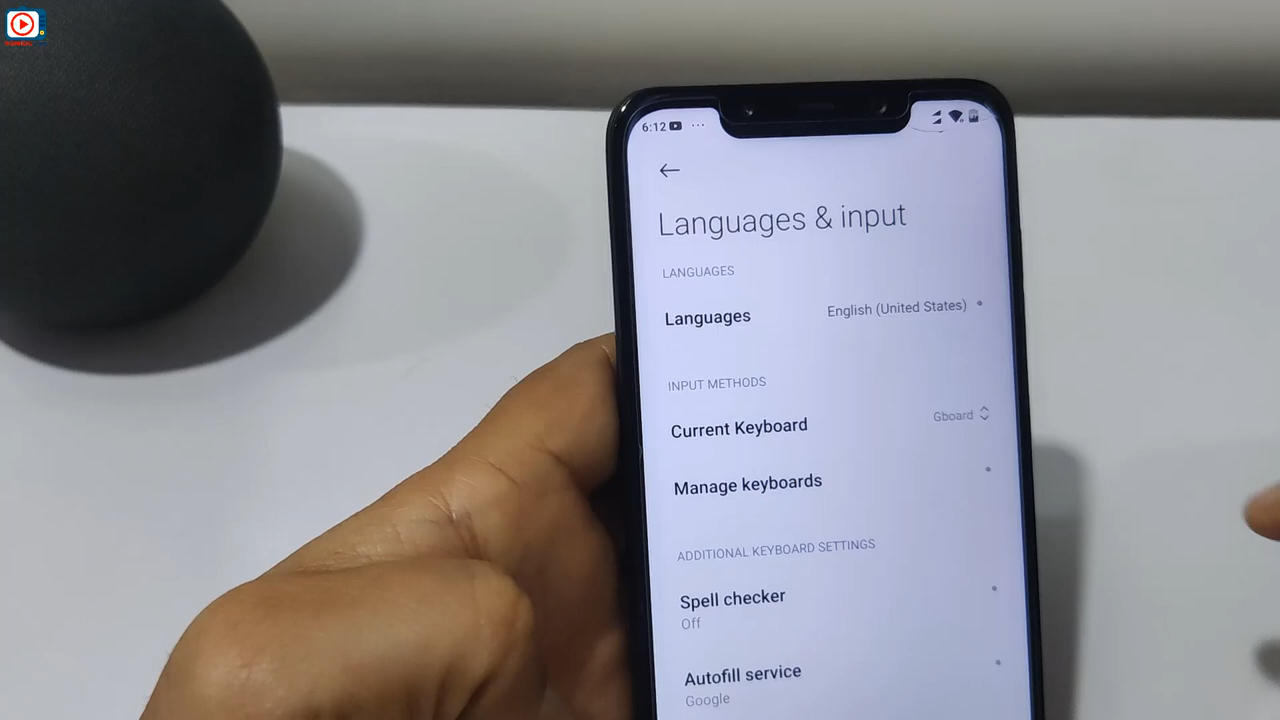 6:12
Languages & input
LANGUAGES
Languages English (United States)
INPUT METHODS
Current Keyboard Gboard
Manage keyboards
ADDITIONAL KEYBOARD SETTINGS
Spell checker
Off
Autofill service
Google